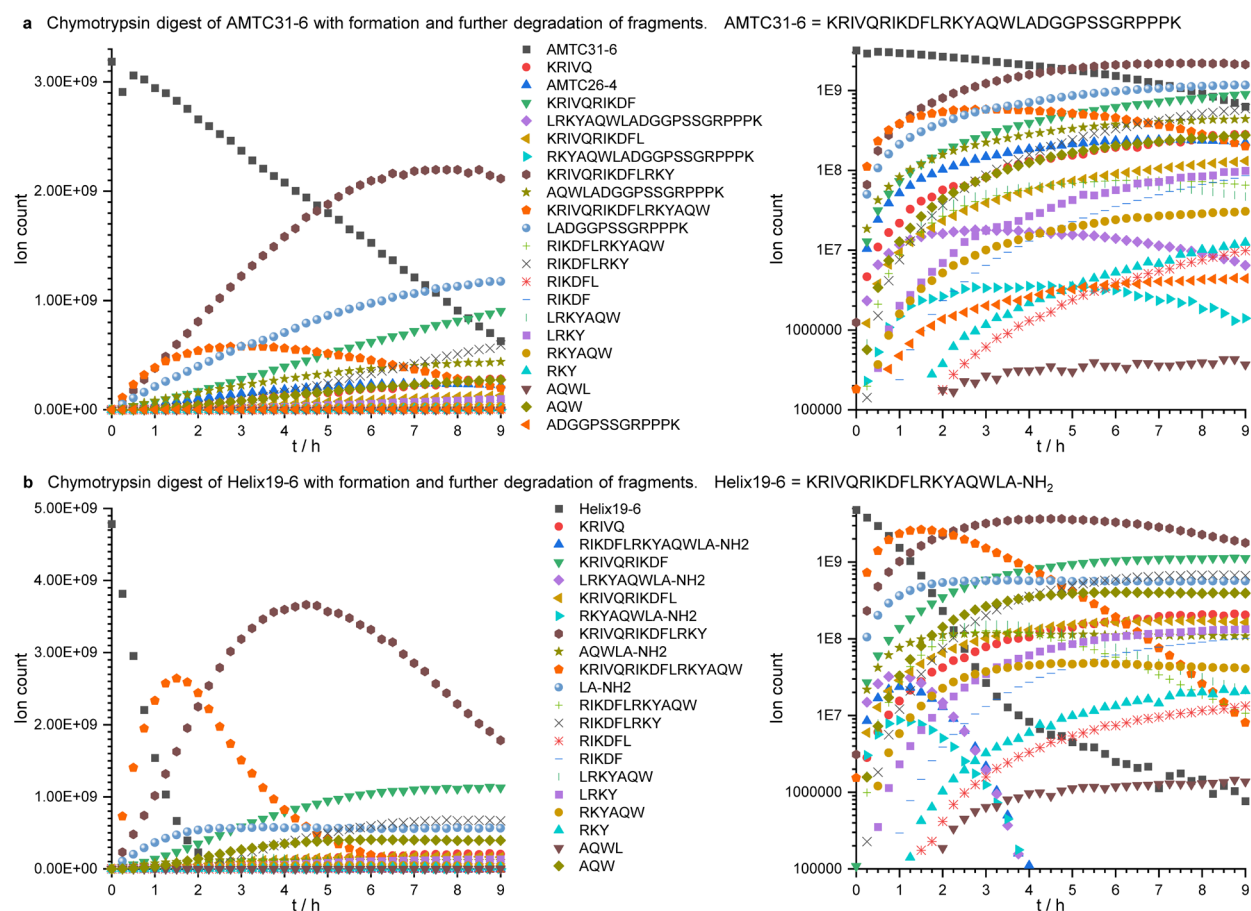 a Chymotrypsin digest of AMTC31-6 with formation and further degradation of fragments. AMTC31-6 = KRIVQRIKDFLRKYAQWLADGGPSSGRPPPK
Ion count
3.00E+09
2.00E+09
1.00E+09
0.00E+00
0 1 2 3 4 5 6 7 8 9
t / h
AMTC31-6
KRIVQ
AMTC26-4
KRIVQRIKDF
LRKYAQWLADGGPSSGRPPPK
KRIVQRIKDFL
RKYAQWLADGGPSSGRPPPK
KRIVQRIKDFLRKY
AQWLADGGPSSGRPPPK
KRIVQRIKDFLRKYAQW
LADGGPSSGRPPPK
RIKDFLRKYAQW
RIKDFLRKY
RIKDFL
RIKDF
LRKYAQW
LRKY
RKYAQW
RKY
AQWL
AQW
ADGGPSSGRPPPK
Ion count
1E9
1E8
1E7
1000000
100000
0 1 2 3 4 5 6 7 8 9
t / h
b Chymotrypsin digest of Helix19-6 with formation and further degradation of fragments. Helix19-6 = KRIVQRIKDFLRKYAQWLA-NH2
Ion count
5.00E+09
4.00E+09
3.00E+09
2.00E+09
1.00E+09
0.00E+00
0 1 2 3 4 5 6 7 8 9
t / h
Helix19-6
KRIVQ
RIKDFLRKYAQWLA-NH2
KRIVQRIKDF
LRKYAQWLA-NH2
KRIVQRIKDFL
RKYAQWLA-NH2
KRIVQRIKDFLRKY
AQWLA-NH2
KRIVQRIKDFLRKYAQW
LA-NH2
RIKDFLRKYAQW
RIKDFLRKY
RIKDFL
RIKDF
LRKYAQW
LRKY
RKYAQW
RKY
AQWL
AQW
Ion count
1E9
1E8
1E7
1000000
100000
0 1 2 3 4 5 6 7 8 9
t / h